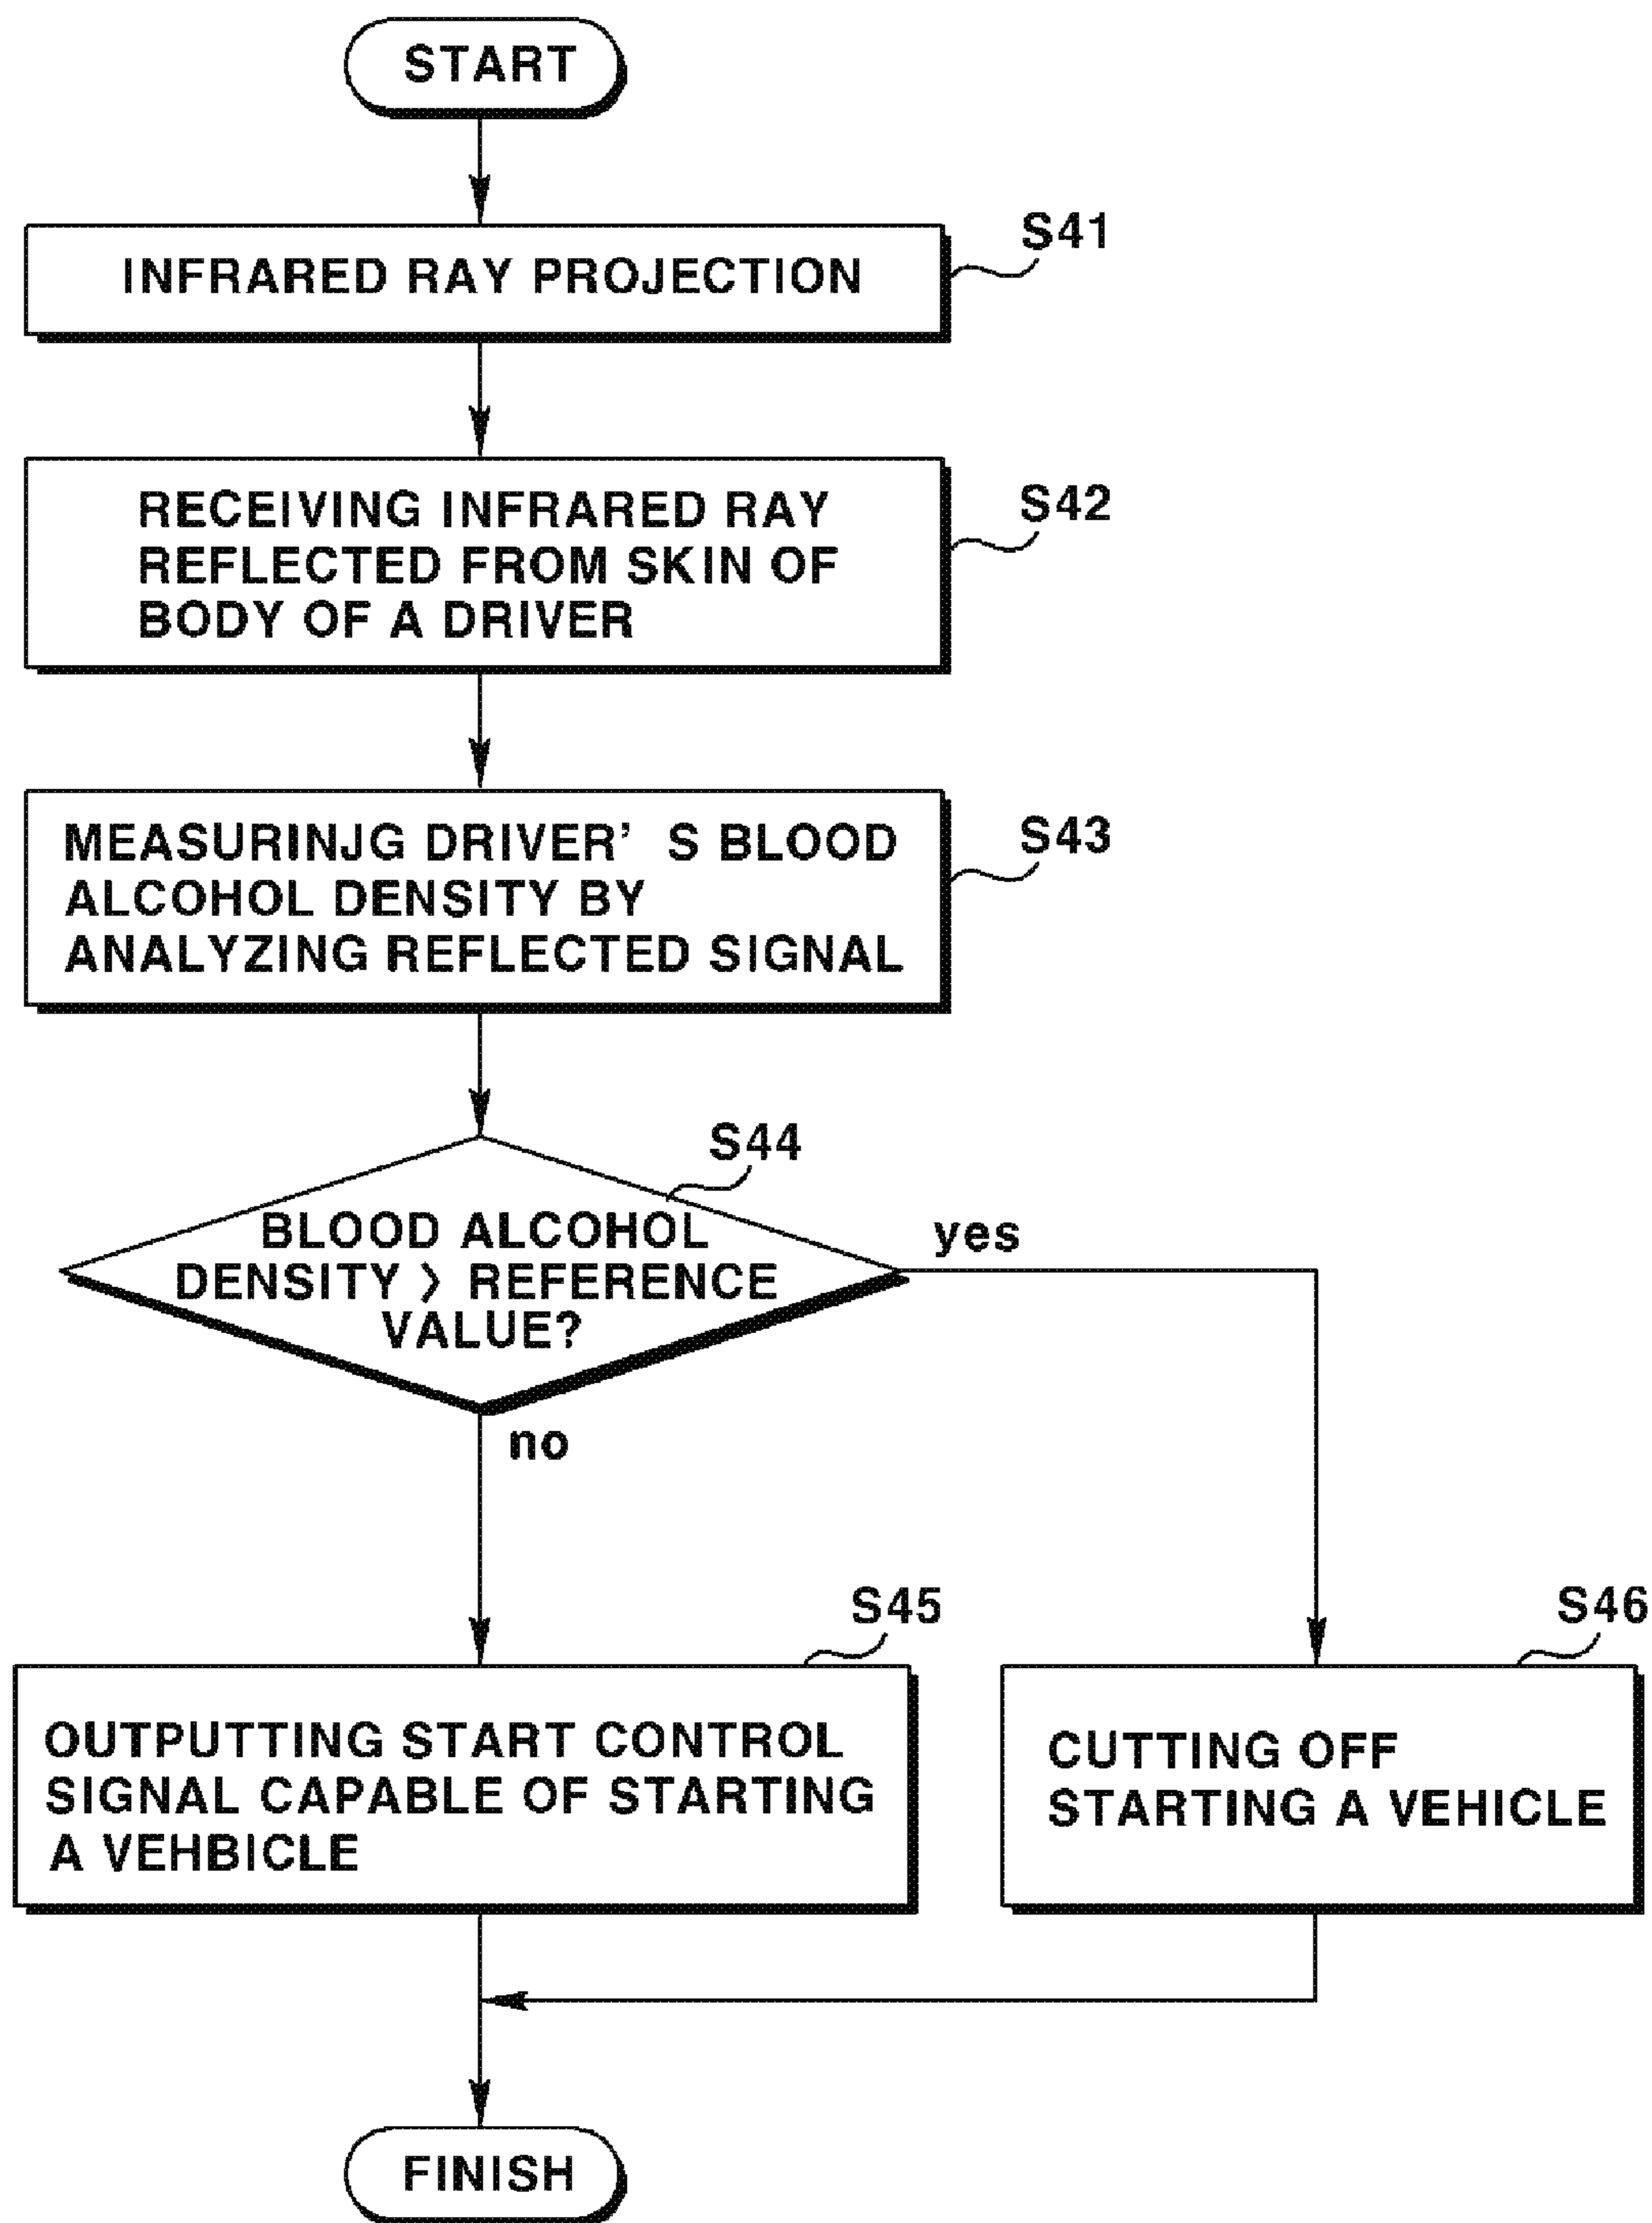 START
INFRARED RAY PROJECTION
S41
RECEIVING INFRARED RAY
REFLECTED FROM SKIN OF
BODY OF A DRIVER
S42
MEASURINJG DRIVER' S BLOOD
ALCOHOL DENSITY BY
ANALYZING REFLECTED SIGNAL
S43
S44
BLOOD ALCOHOL
DENSITY > REFERENCE
VALUE?
yes
no
S45
OUTPUTTING START CONTROL
SIGNAL CAPABLE OF STARTING
A VEHBICLE
S46
CUTTING OFF
STARTING A VEHICLE
FINISH